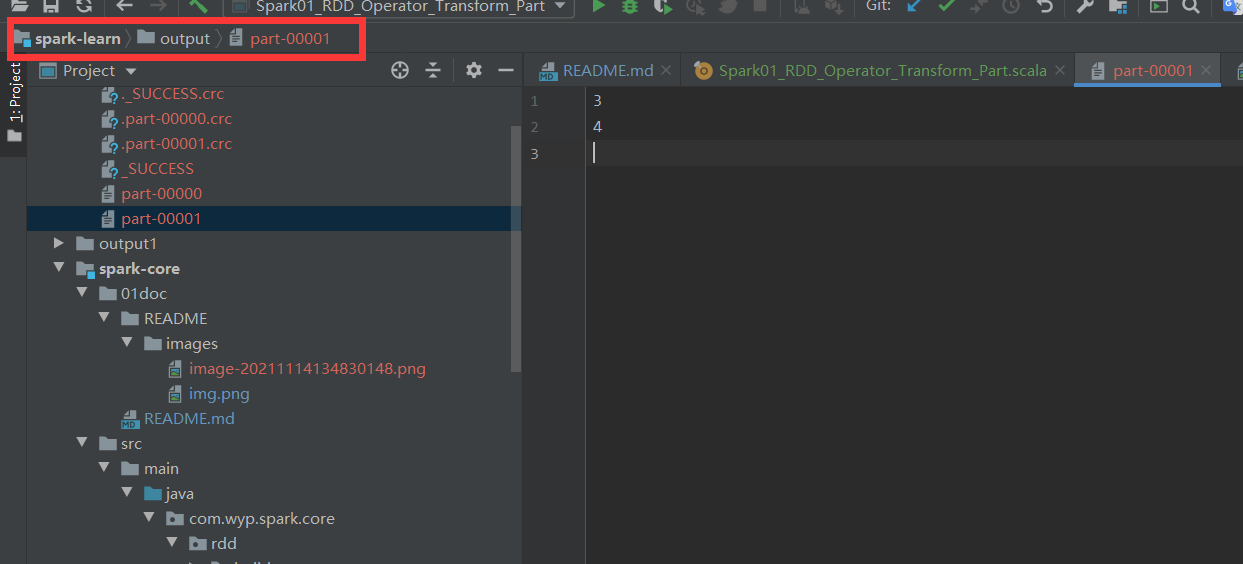 Spark01_RDD_Operator_Transform_Part
Git:
spark-learn output part-00001
1: Project
Project
README.md
Spark01_RDD_Operator_Transform_Part.scala
part-00001
._SUCCESS.crc
.part-00000.crc
.part-00001.crc
_SUCCESS
part-00000
part-00001
output1
spark-core
01doc
README
images
image-20211114134830148.png
img.png
README.md
src
main
java
com.wyp.spark.core
rdd
1 3
2 4
3